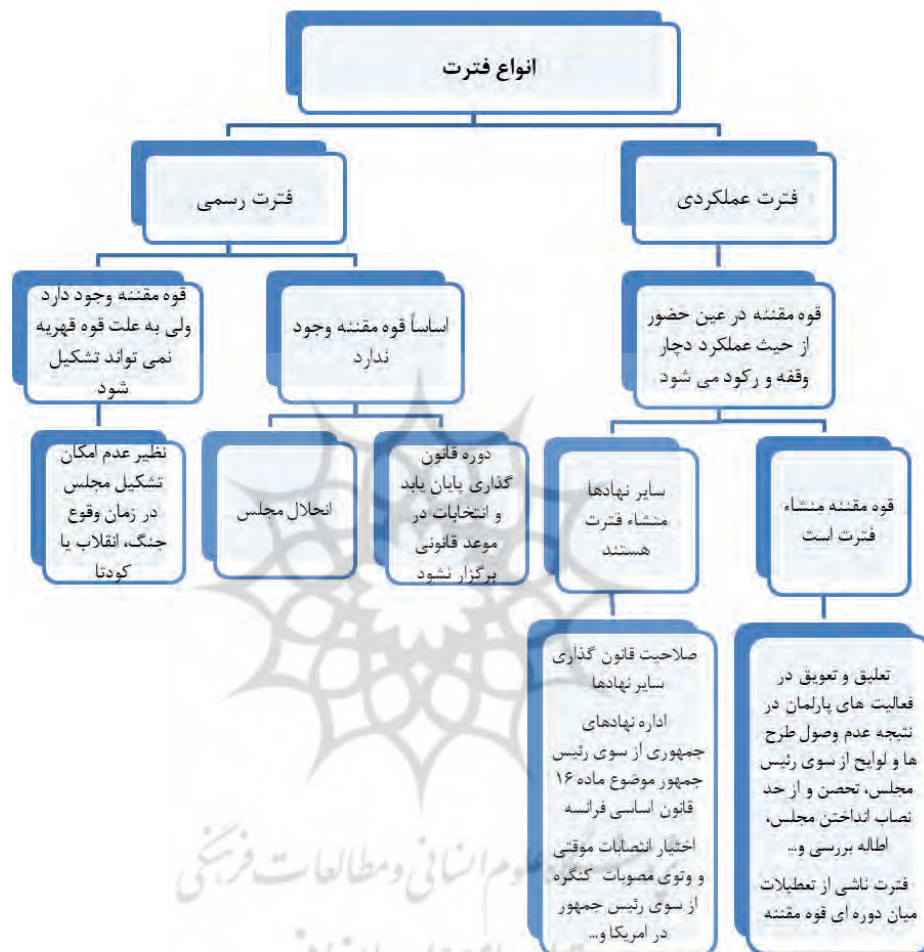 انواع فترت
فترت عملکردی
فترت رسمی
قوه مقننه در عین حضور
از حیث عملکرد دچار
وقفه و رکود می شود
اساساً قوه مقننه وجود
ندارد
قوه مقننه وجود دارد
ولی به علت قوه قهریه
نمی تواند تشکیل
شود
قوه مقننه منشاء
فترت است
سایر نهادها
منشاء فترت
هستند
دوره قانون
گذاری پایان یابد
و انتخابات در
موعد قانونی
برگزار نشود
انحلال مجلس
نظیر عدم امکان
تشکیل مجلس
در زمان وقوع
جنگ، انقلاب یا
کودتا
تعلیق و تعویق در
فعالیت های پارلمان در
نتیجه عدم وصول طرح
ها و لوایح از سوی رئیس
مجلس، تحصن و از حد
نصاب انداختن مجلس،
اطاله بررسی و...
فترت ناشی از تعطیلات
میان دوره ای قوه مقننه
صلاحیت قانون گذاری
سایر نهادها
اداره نهادهای
جمهوری از سوی رئیس
جمهور موضوع ماده ۱۶
قانون اساسی فرانسه
اختیار انتصابات موقتی
و وتوی مصوبات کنگره
از سوی رئیس جمهور
در امریکا و...
علوم انسانی و مطالعات فرهنگی